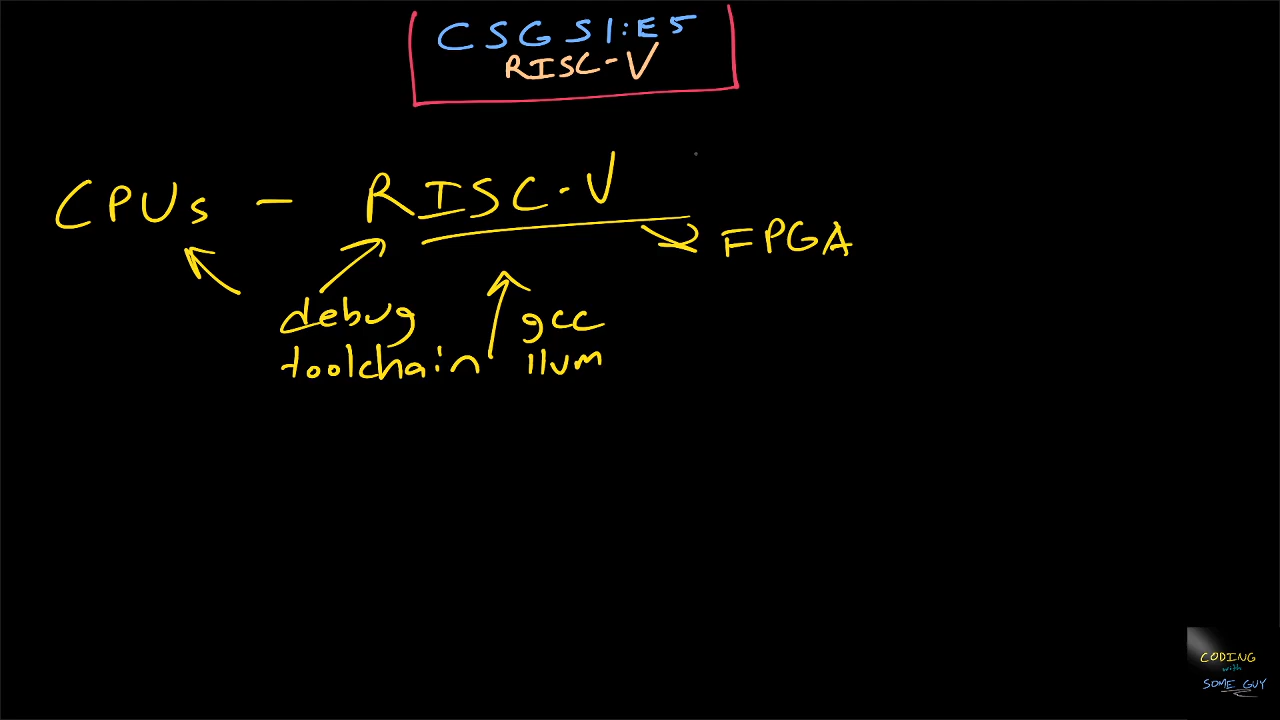 CSG S1:E5
RISC-V
CPUs - RISC-V
FPGA
debug
toolchain
gcc
llvm
CODING
with
SOME GUY